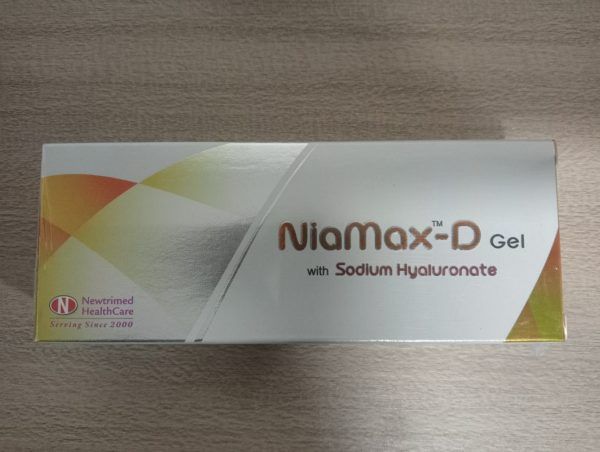 NiaMax™-D Gel
with Sodium Hyaluronate
N
Newtrimed
HealthCare
Serving Since 2000